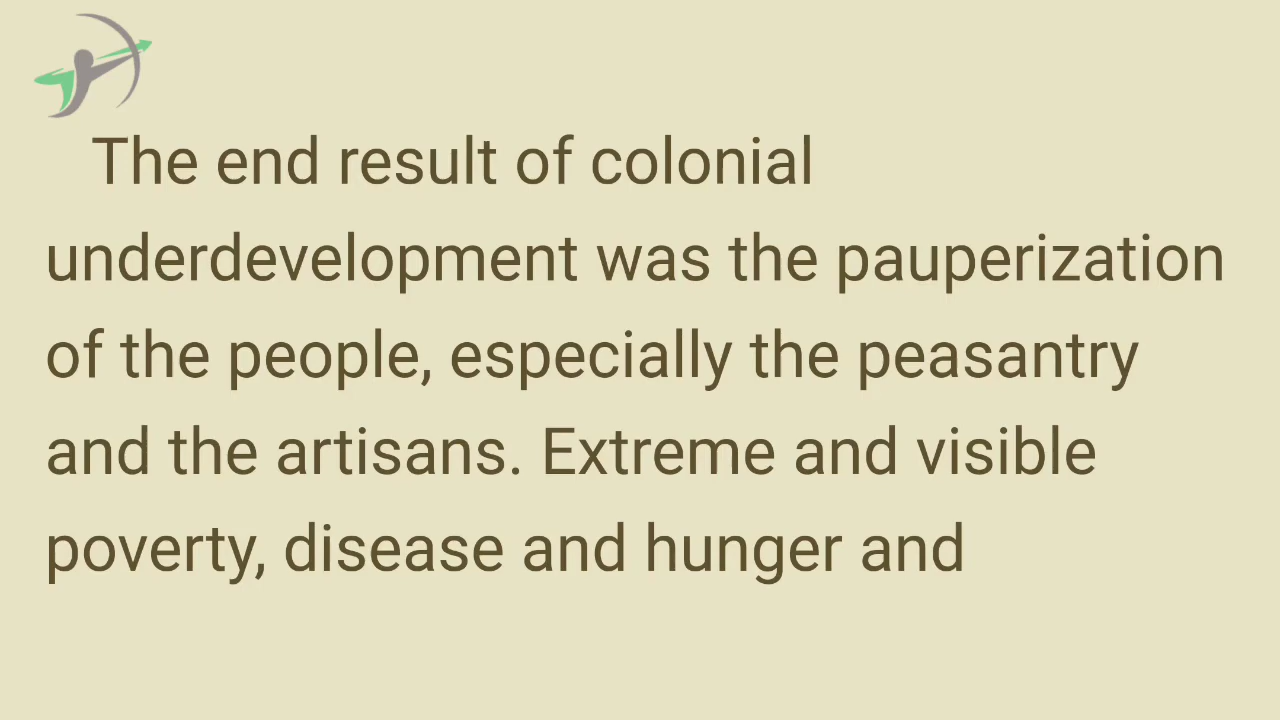 The end result of colonial
underdevelopment was the pauperization
of the people, especially the peasantry
and the artisans. Extreme and visible
poverty, disease and hunger and